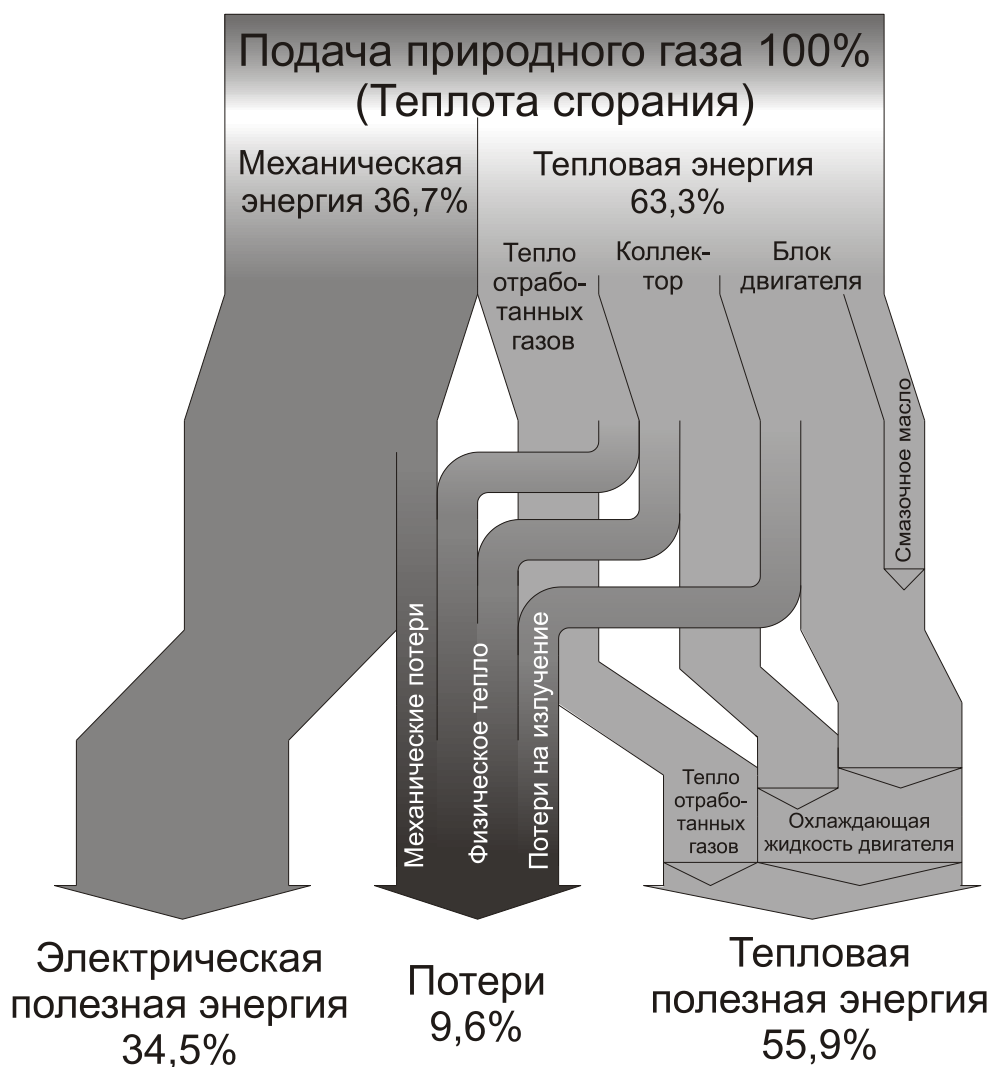 Подача природного газа 100%
(Теплота сгорания)
Механическая
энергия 36,7%
Тепловая энергия
63,3%
Тепло
отрабо-
танных
газов
Коллек-
тор
Блок
двигателя
Смазочное масло
Механические потери
Физическое тепло
Потери на излучение
Тепло
отрабо-
танных
газов
Охлаждающая
жидкость двигателя
Электрическая
полезная энергия
34,5%
Потери
9,6%
Тепловая
полезная энергия
55,9%